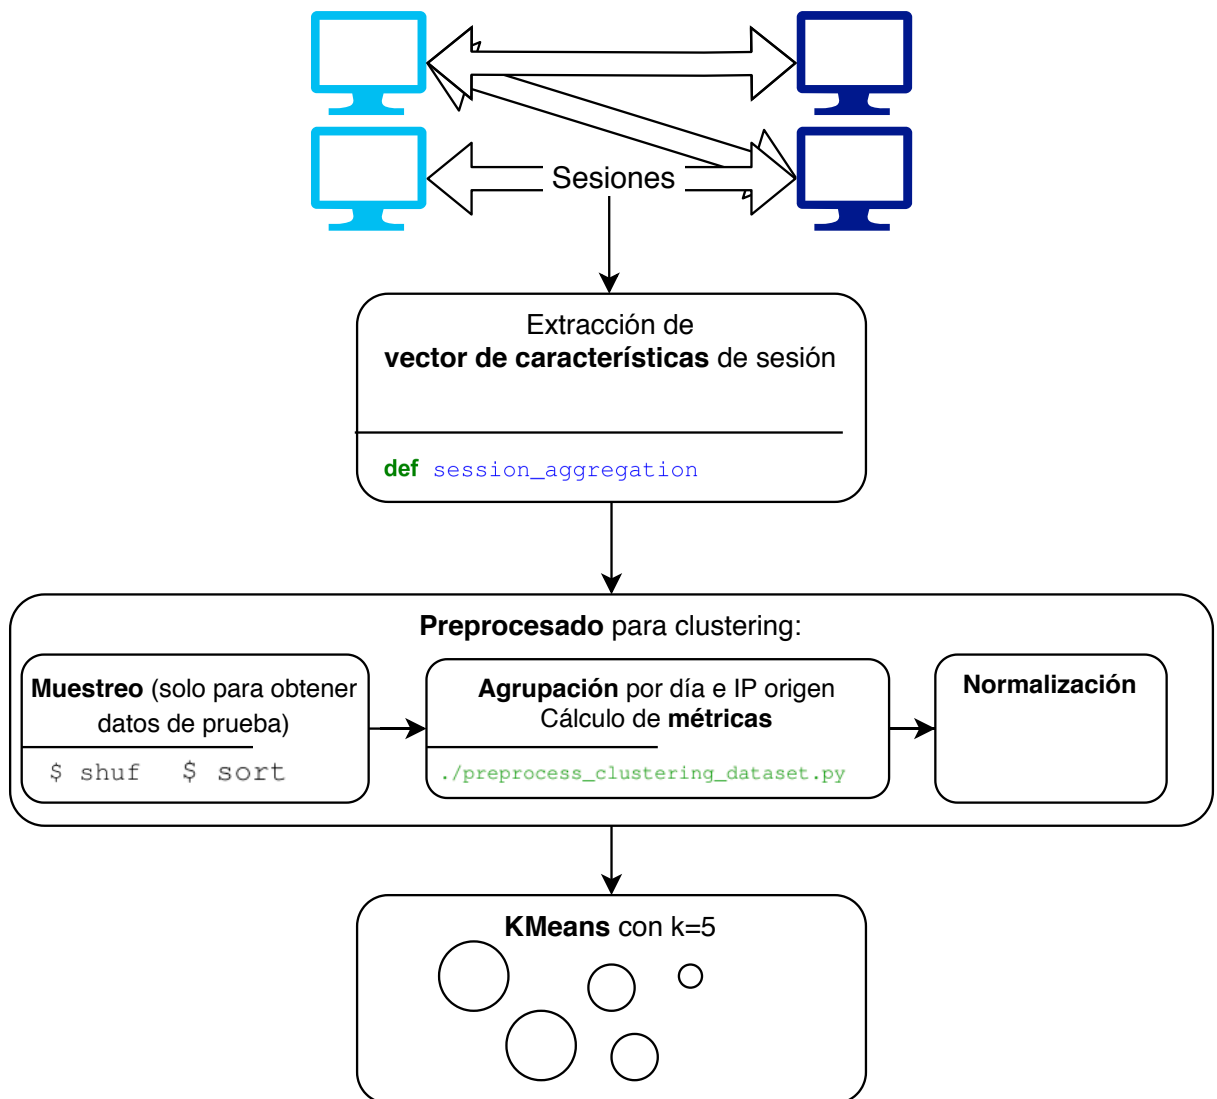 Sesiones
Extracción de
vector de características de sesión
def session_aggregation
Preprocesado para clustering:
Muestreo (solo para obtener
datos de prueba)
$ shuf $ sort
Agrupación por día e IP origen
Cálculo de métricas
./preprocess_clustering_dataset.py
Normalización
KMeans con k=5